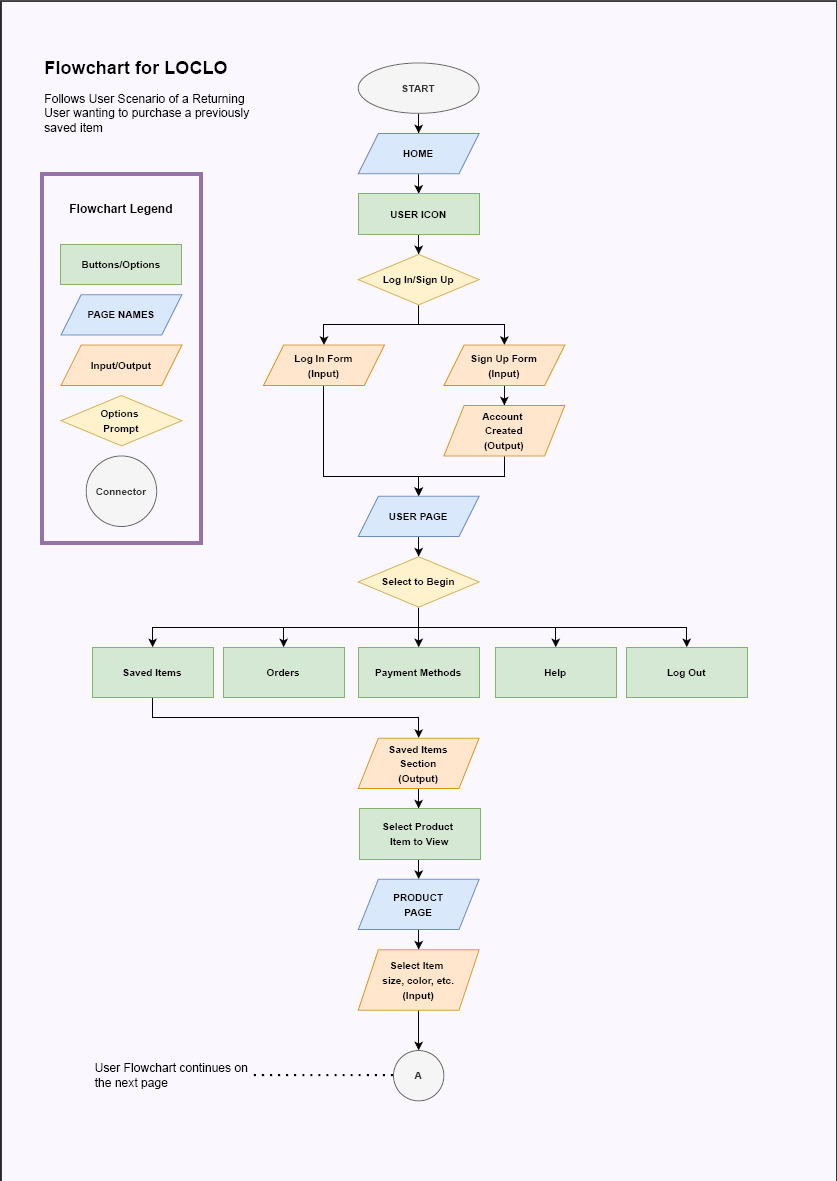 Flowchart for LOCLO
Follows User Scenario of a Returning
User wanting to purchase a previously
saved item
Flowchart Legend
Buttons/Options
PAGE NAMES
Input/Output
Options
Prompt
Connector
START
HOME
USER ICON
Log In/Sign Up
Log In Form
(Input)
Sign Up Form
(Input)
Account
Created
(Output)
USER PAGE
Select to Begin
Saved Items
Orders
Payment Methods
Help
Log Out
Saved Items
Section
(Output)
Select Product
Item to View
PRODUCT
PAGE
Select Item
size, color, etc.
(Input)
A
User Flowchart continues on
the next page